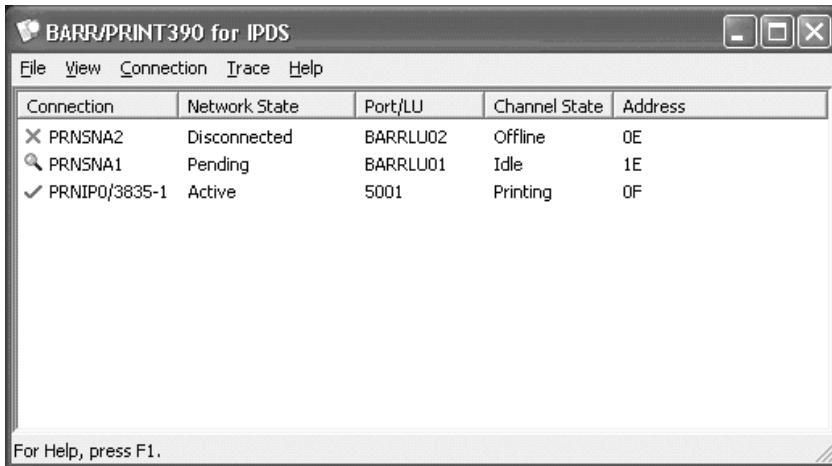 BARR/PRINT390 for IPDS
File View Connection Trace Help
Connection Network State Port/LU Channel State Address
PRNSNA2 Disconnected BARRLU02 Offline 0E
PRNSNA1 Pending BARRLU01 Idle 1E
PRNIP0/3835-1 Active 5001 Printing 0F
For Help, press F1.